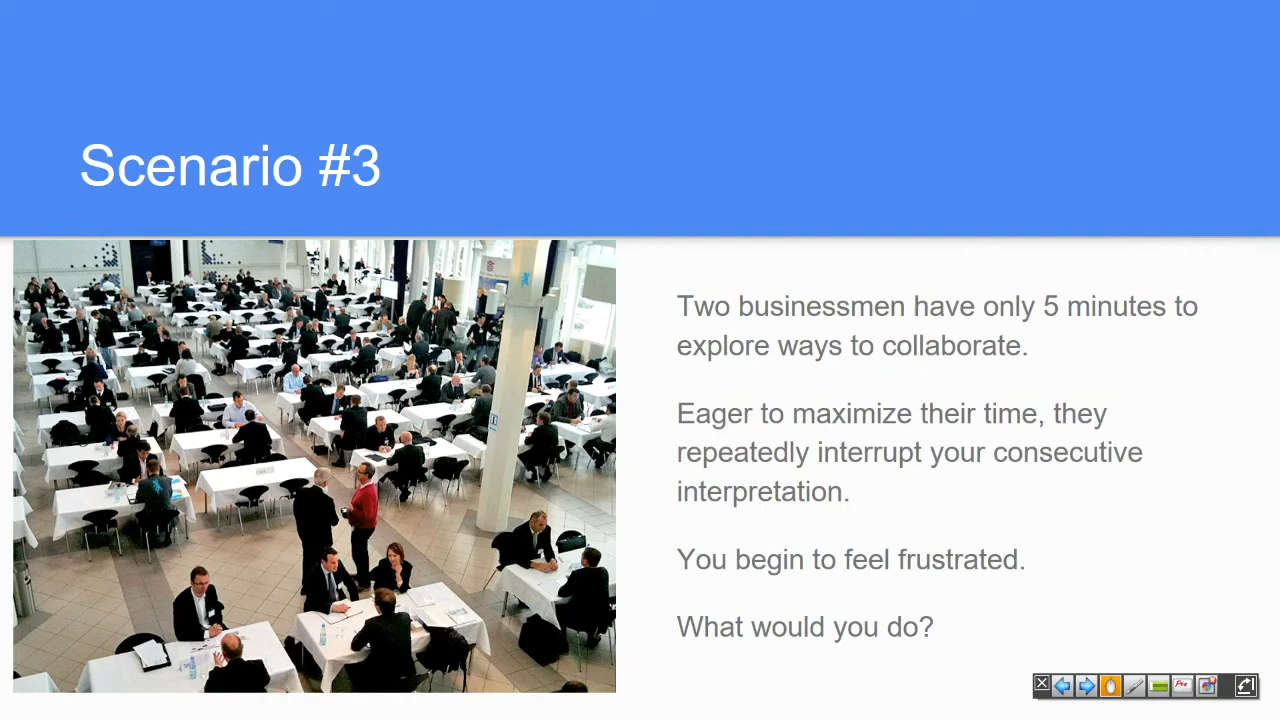 Scenario #3
Two businessmen have only 5 minutes to
explore ways to collaborate.
Eager to maximize their time, they
repeatedly interrupt your consecutive
interpretation.
You begin to feel frustrated.
What would you do?